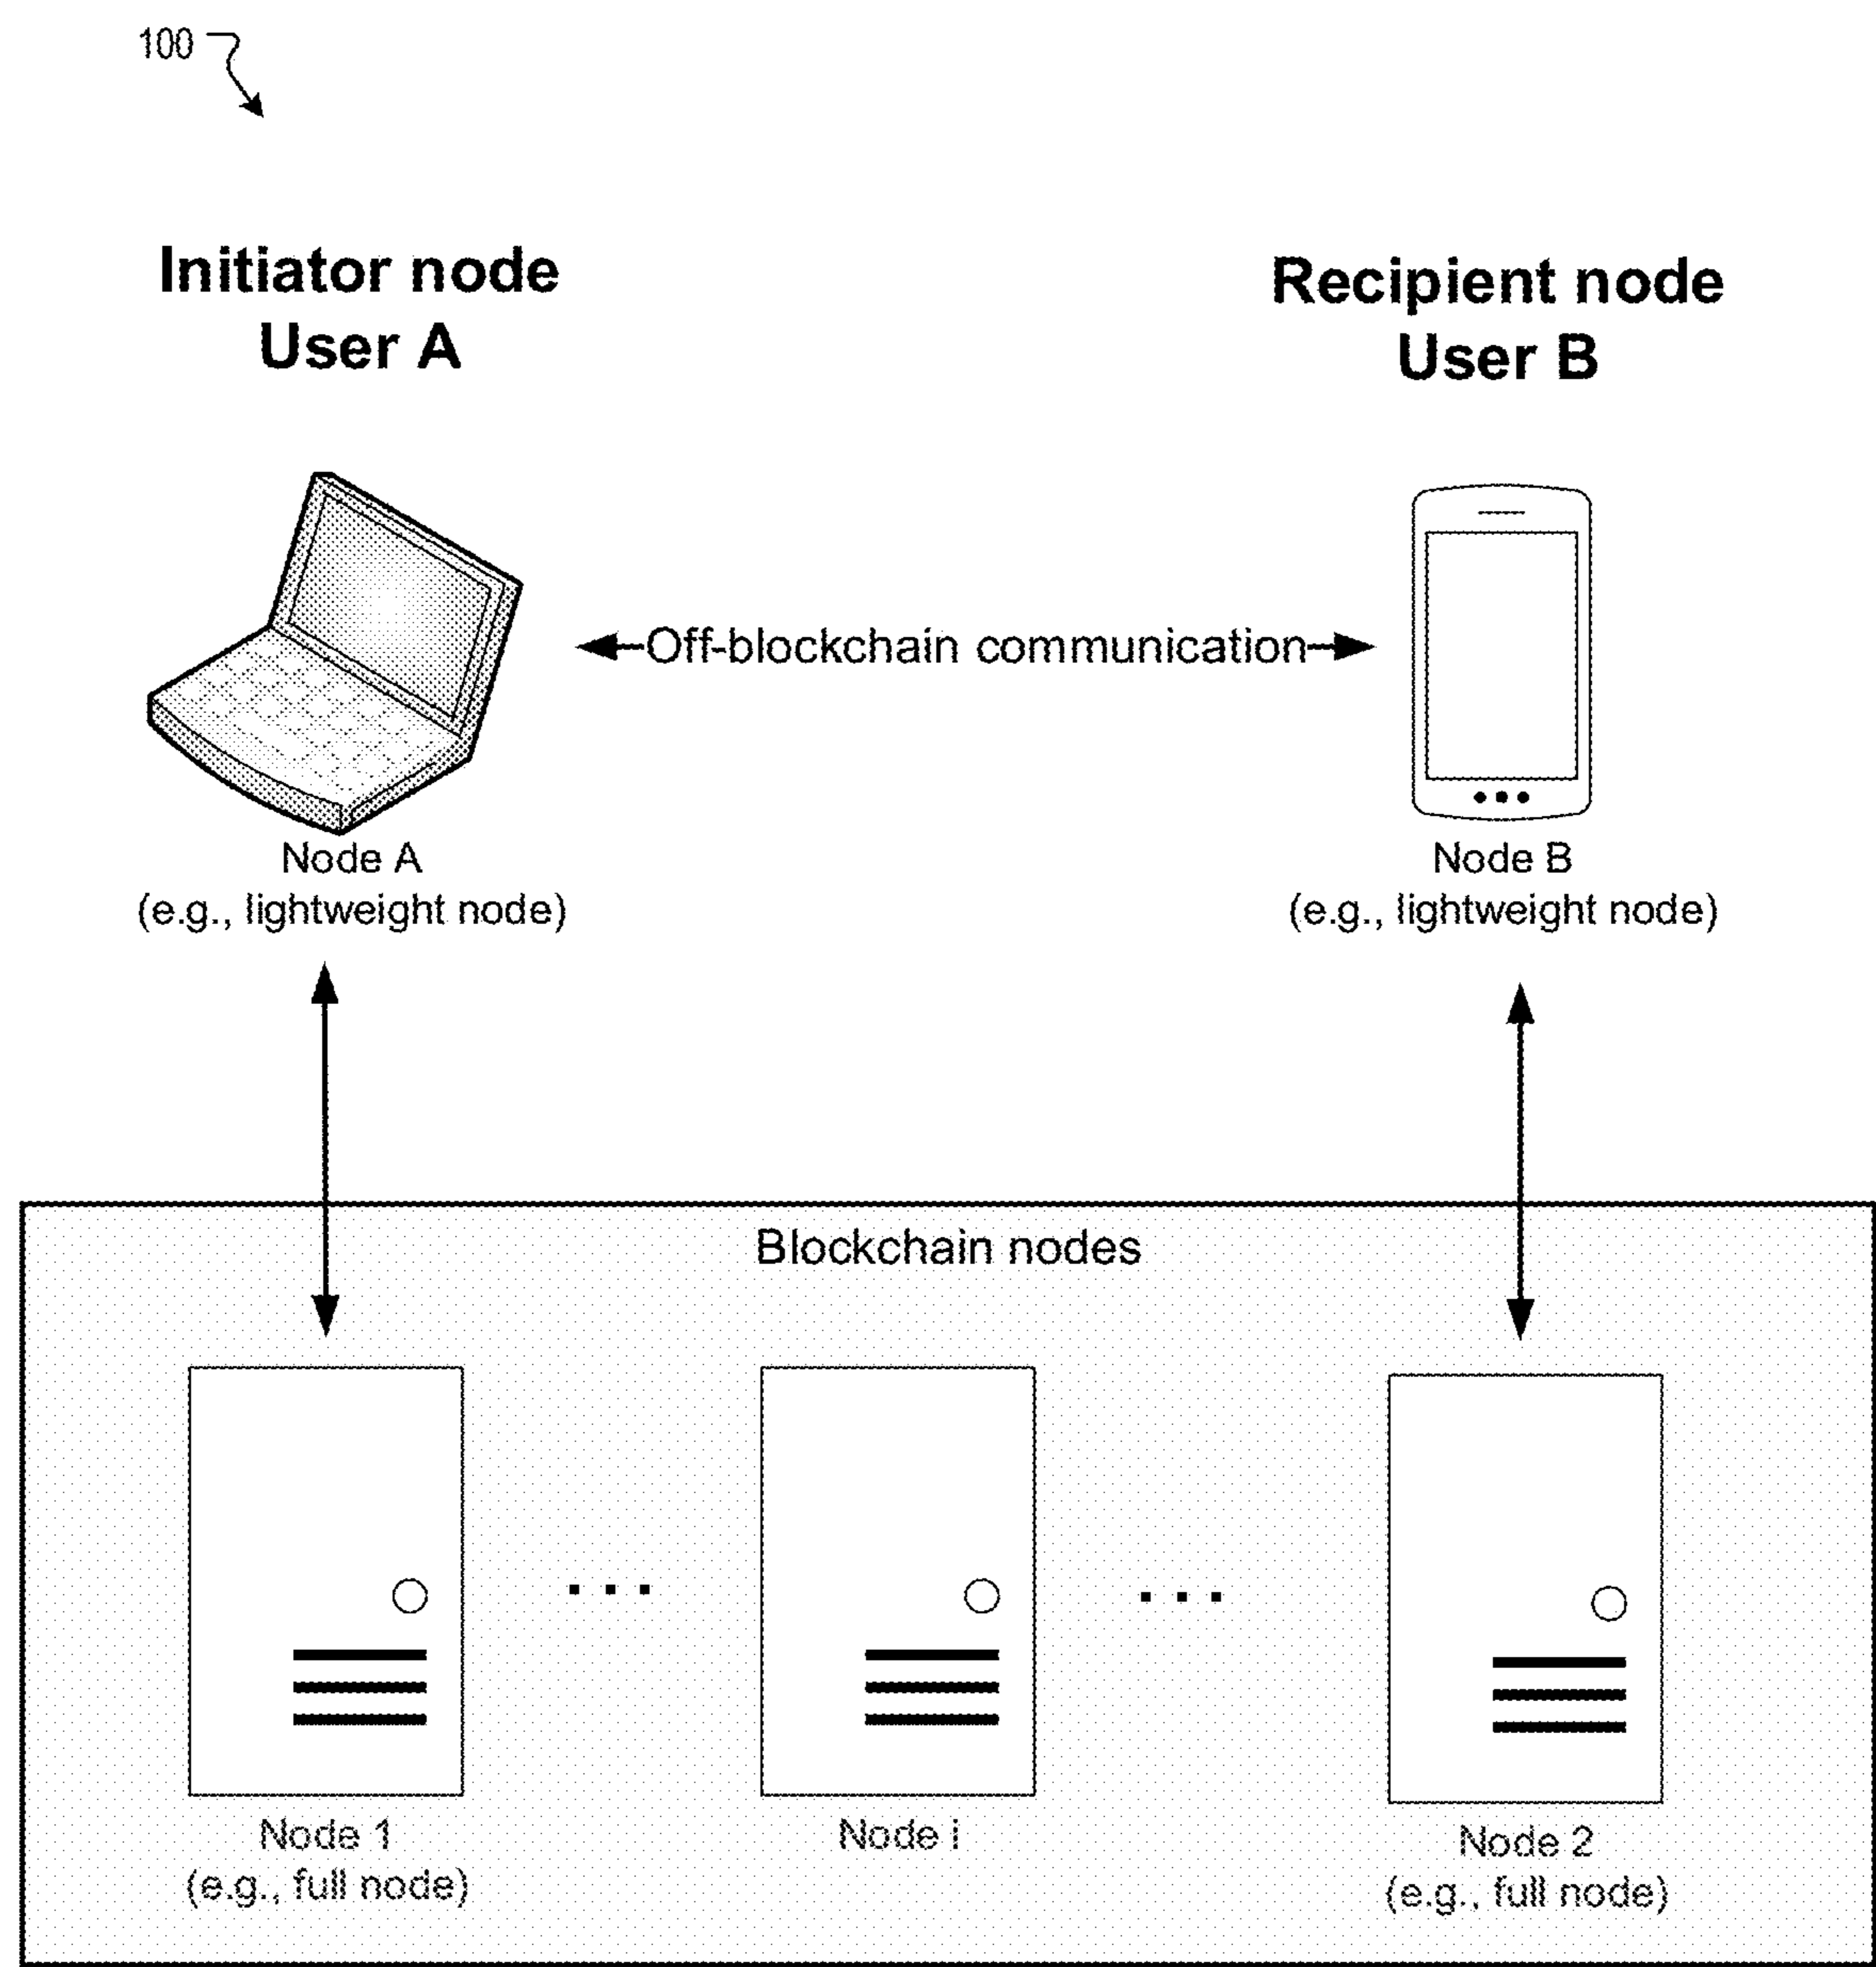 100
Initiator node
User A
Recipient node
User B
Off-blockchain communication
Node A
(e.g., lightweight node)
Node B
(e.g., lightweight node)
Blockchain nodes
. . .
. . .
Node 1
(e.g., full node)
Node i
Node 2
(e.g., full node)